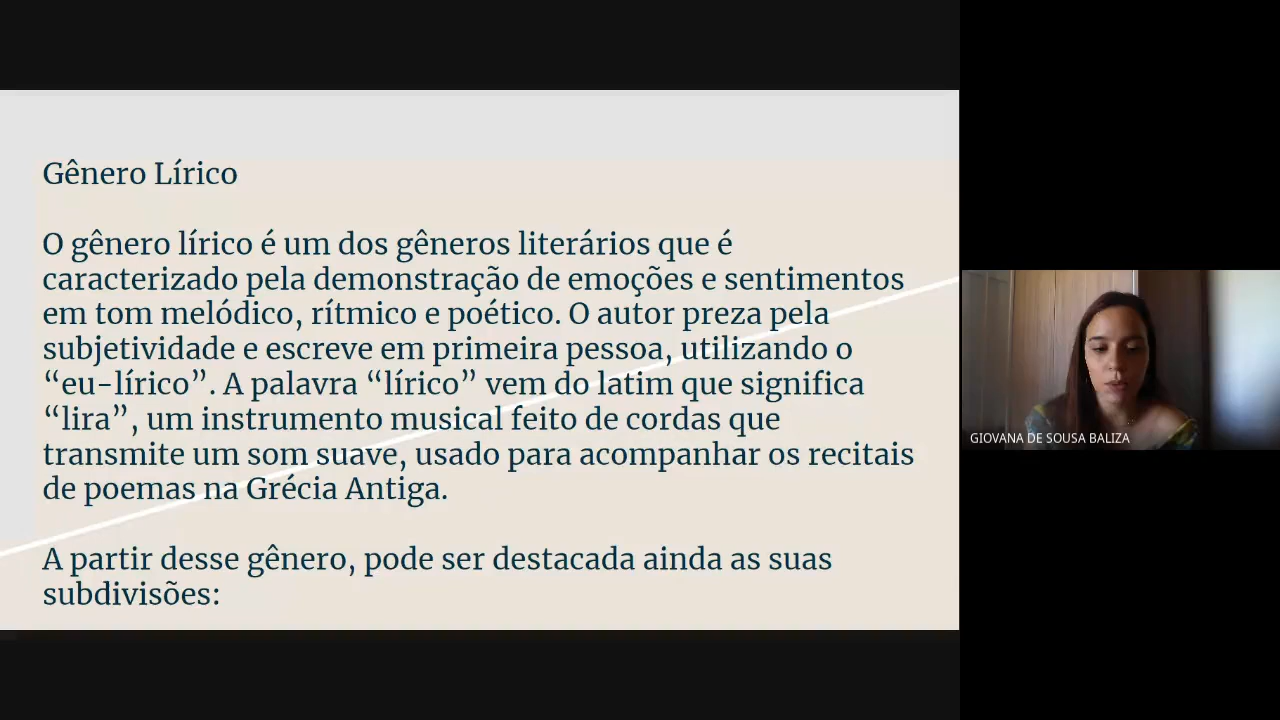 Gênero Lírico
O gênero lírico é um dos gêneros literários que é
caracterizado pela demonstração de emoções e sentimentos
em tom melódico, rítmico e poético. O autor preza pela
subjetividade e escreve em primeira pessoa, utilizando o
“eu-lírico”. A palavra “lírico” vem do latim que significa
“lira”, um instrumento musical feito de cordas que
transmite um som suave, usado para acompanhar os recitais
de poemas na Grécia Antiga.
A partir desse gênero, pode ser destacada ainda as suas
subdivisões:
GIOVANA DE SOUSA BALIZA